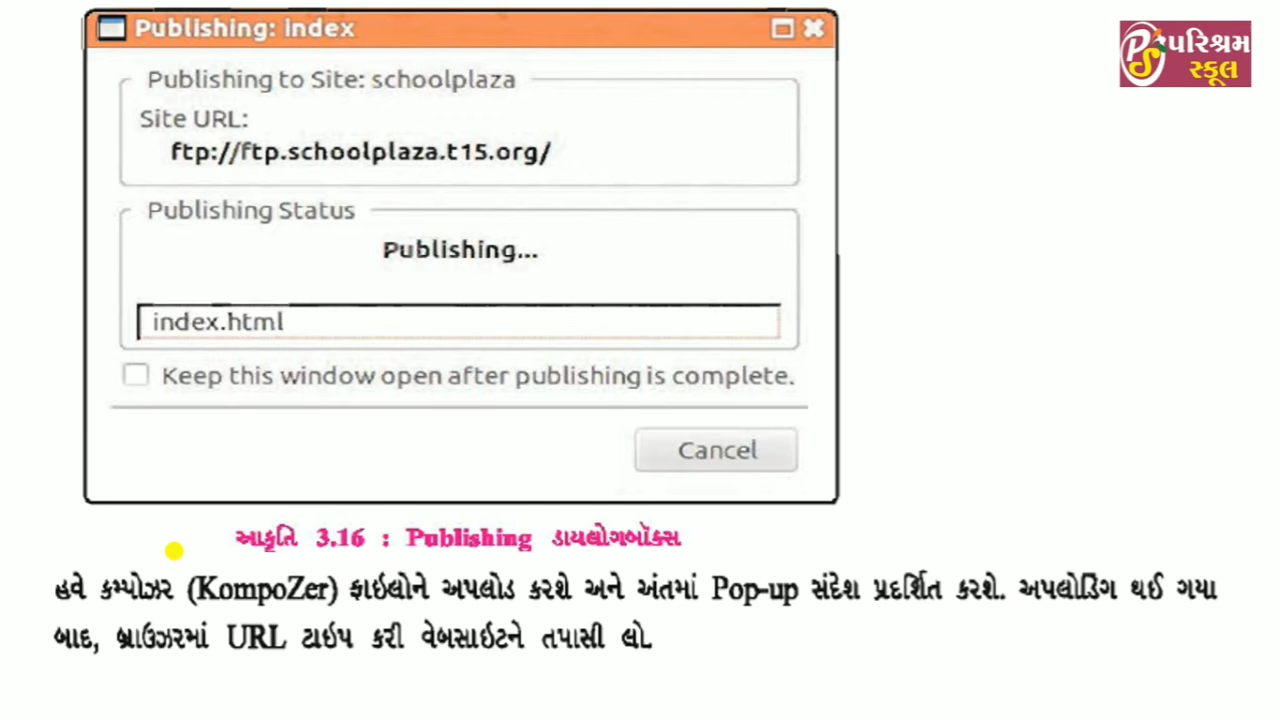 Publishing: index
Publishing to Site: schoolplaza
Site URL:
ftp://ftp.schoolplaza.t15.org/
Publishing Status
Publishing...
index.html
Keep this window open after publishing is complete.
Cancel
પરિશ્રમ
સ્કૂલ
આકૃતિ 3.16 : Publishing ડાયલોગબૉક્સ
હવે કમ્પોઝર (KompoZer) ફાઇલોને અપલોડ કરશે અને અંતમાં Pop-up સંદેશ પ્રદર્શિત કરશે. અપલોડિંગ થઈ ગયા
બાદ, બ્રાઉઝરમાં URL ટાઇપ કરી વેબસાઇટને તપાસી લો.